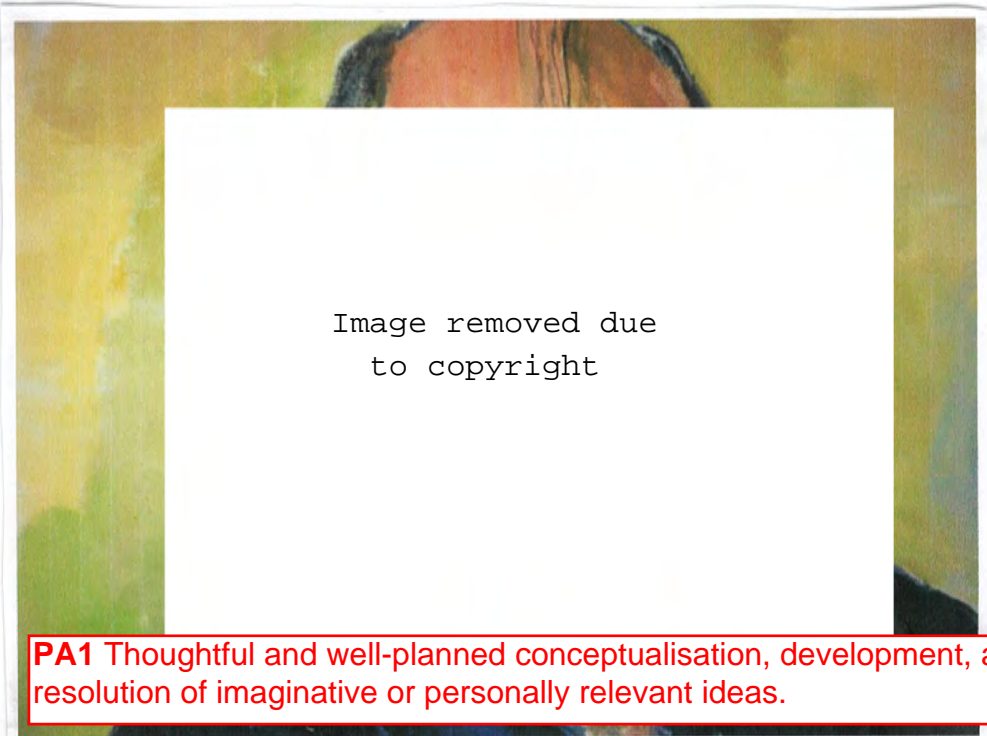 Image removed due
to copyright
PA1 Thoughtful and well-planned conceptualisation, development,
resolution of imaginative or personally relevant ideas.